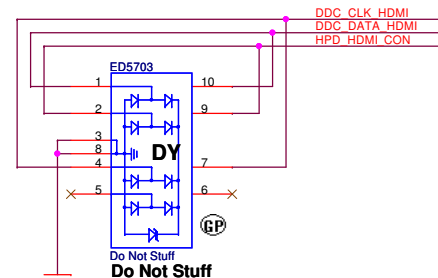 DDC_CLK_HDMI
DDC_DATA_HDMI
HPD_HDMI_CON
ED5703
1 10
2 9
3
8
4 7
5 6
DY
GP
Do Not Stuff
Do Not Stuff